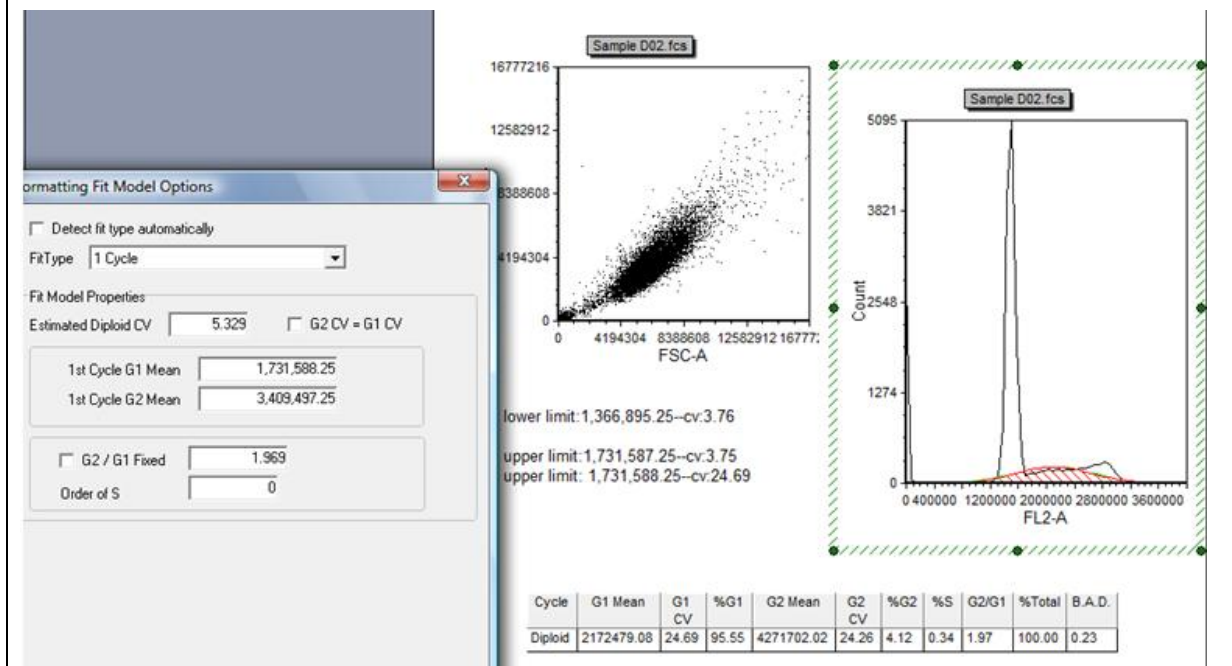 ormatting Fit Model Options
Detect fit type automatically
FitType 1 Cycle
Fit Model Properties
Estimated Diploid CV 5.329 G2 CV = G1 CV
1st Cycle G1 Mean 1,731,588.25
1st Cycle G2 Mean 3,409,497.25
G2 / G1 Fixed 1.969
Order of S 0
Sample D02.fcs
16777216
12582912
8388608
4194304
0
0 4194304 8388608 12582912 16777:
FSC-A
lower limit:1,366,895.25--cv:3.76
upper limit:1,731,587.25--cv:3.75
upper limit: 1,731,588.25--cv:24.69
Sample D02.fcs
5095
3821
2548
1274
0
Count
0 400000 1200000 2000000 2800000 3600000
FL2-A
Cycle G1 Mean G1 CV %G1 G2 Mean G2 CV %G2 %S G2/G1 %Total B.A.D.
Diploid 2172479.08 24.69 95.55 4271702.02 24.26 4.12 0.34 1.97 100.00 0.23